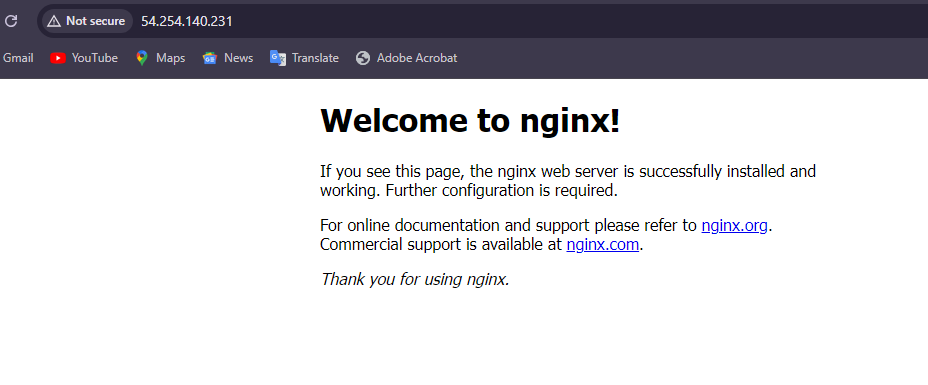 Not secure 54.254.140.231
Gmail YouTube Maps News Translate Adobe Acrobat
Welcome to nginx!
If you see this page, the nginx web server is successfully installed and
working. Further configuration is required.
For online documentation and support please refer to nginx.org.
Commercial support is available at nginx.com.
Thank you for using nginx.